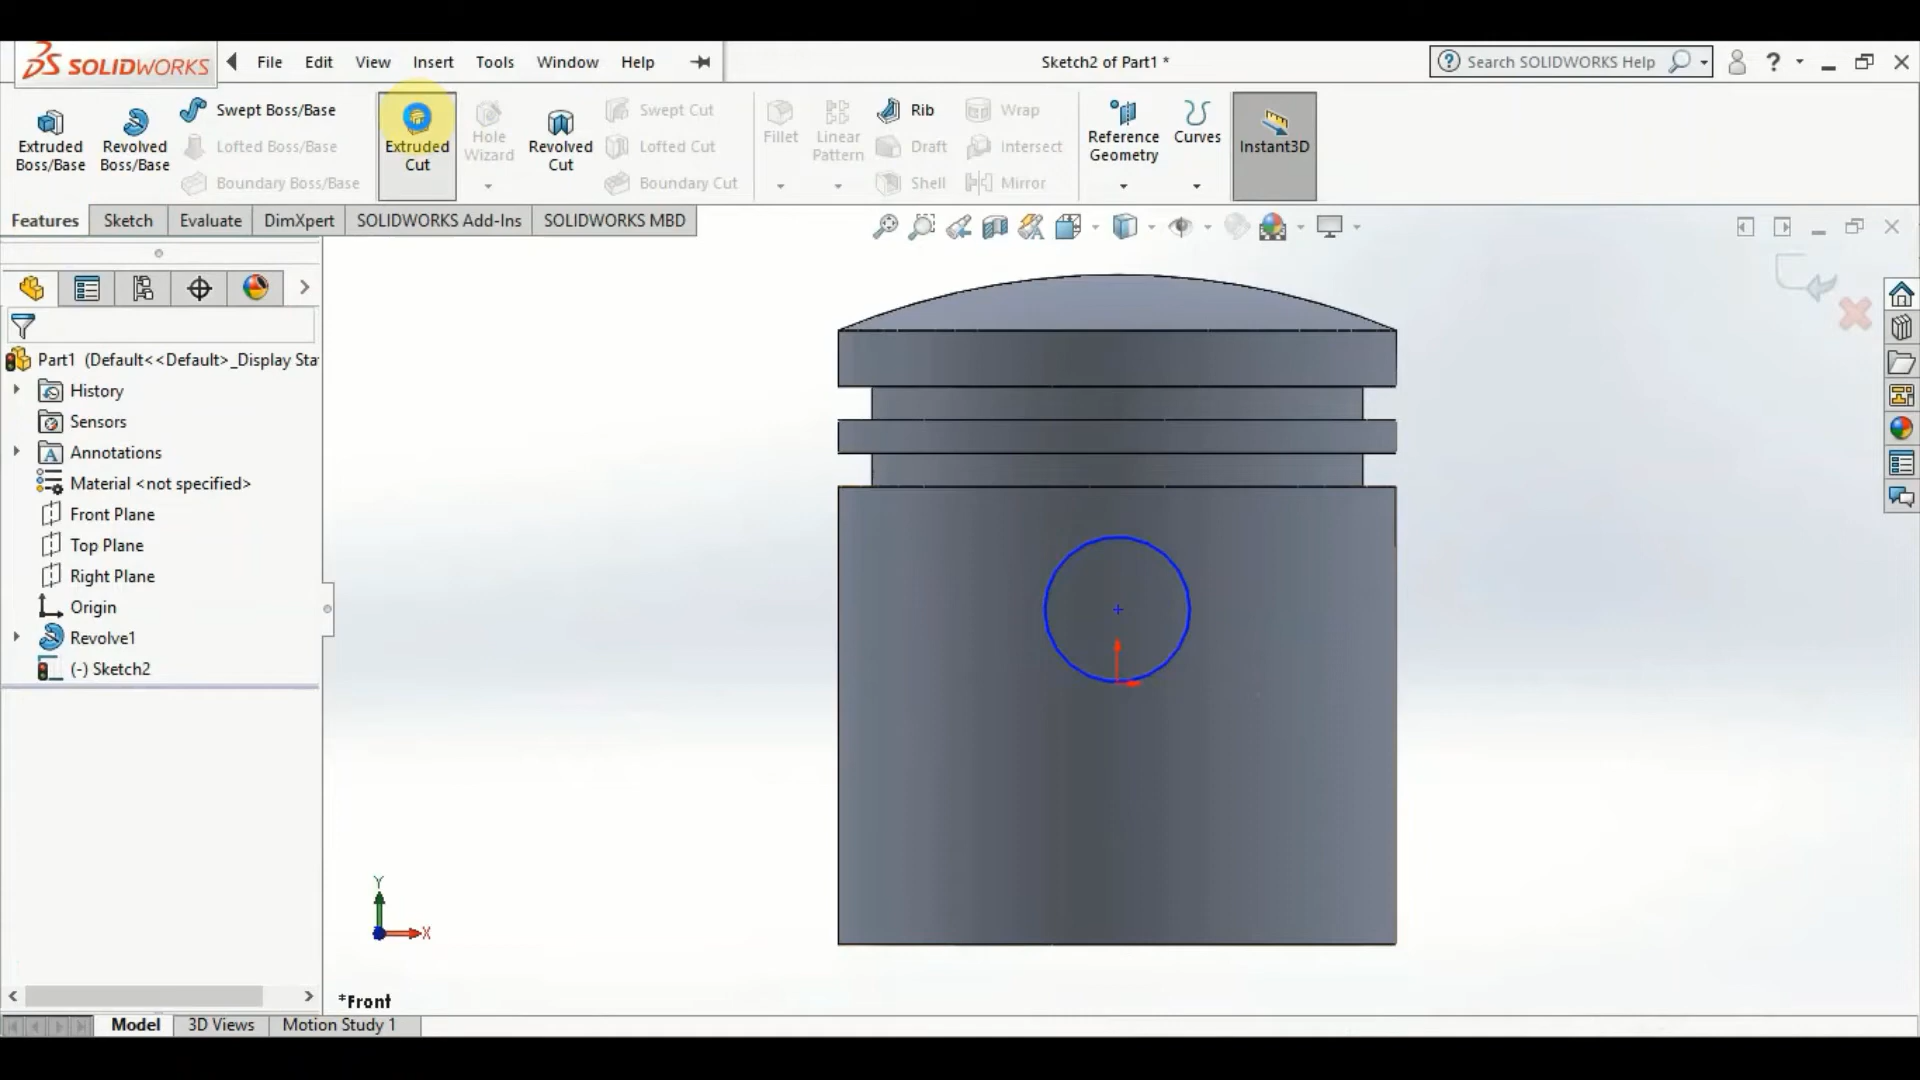 SOLIDWORKS File Edit View Insert Tools Window Help Sketch2 of Part1 * Search SOLIDWORKS Help ?
Extruded Boss/Base
Revolved Boss/Base
Swept Boss/Base
Lofted Boss/Base
Boundary Boss/Base
Extruded Cut
Hole Wizard
Revolved Cut
Swept Cut
Lofted Cut
Boundary Cut
Fillet
Linear Pattern
Rib
Draft
Shell
Wrap
Intersect
Mirror
Reference Geometry
Curves
Instant3D
Features Sketch Evaluate DimXpert SOLIDWORKS Add-Ins SOLIDWORKS MBD
Part1 (Default<<Default>_Display Sta
History
Sensors
Annotations
Material <not specified>
Front Plane
Top Plane
Right Plane
Origin
Revolve1
(-) Sketch2
Y
X
*Front
Model 3D Views Motion Study 1